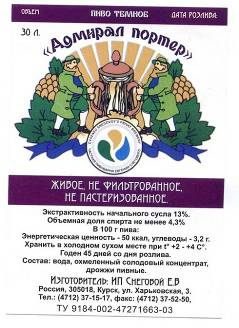 ОБЪЕМ ПИВО ТЕМНОЕ ДАТА РОЗЛИВА:
30 Л.
«Адмирал портер»
ЖИВОЕ, НЕ ФИЛЬТРОВАННОЕ,
НЕ ПАСТЕРИЗОВАННОЕ.
Экстрактивность начального сусла 13%.
Объемная доля спирта не менее 4,3%
В 100 г пива:
Энергетическая ценность - 50 ккал, углеводы - 3,2 г.
Хранить в холодном сухом месте при t° +2 - +4 С°.
Годен 45 дней со дня розлива.
Состав: вода, охмеленный солодовый концентрат,
дрожжи пивные.
Изготовитель: ИП Снеговой Е.В
Россия, 305018, Курск, ул. Харьковская, 3.
Тел.: (4712) 37-15-17, факс: (4712) 37-52-50,
ТУ 9184-002-47271663-03